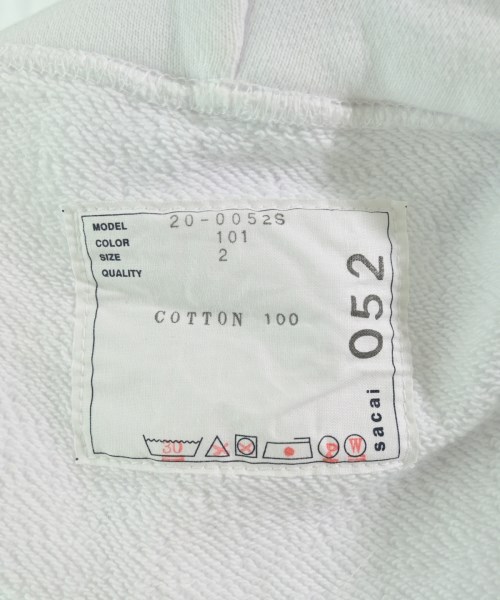 MODEL 20-0052S
COLOR 101
SIZE 2
QUALITY
COTTON 100
30
P
W
sacai 052